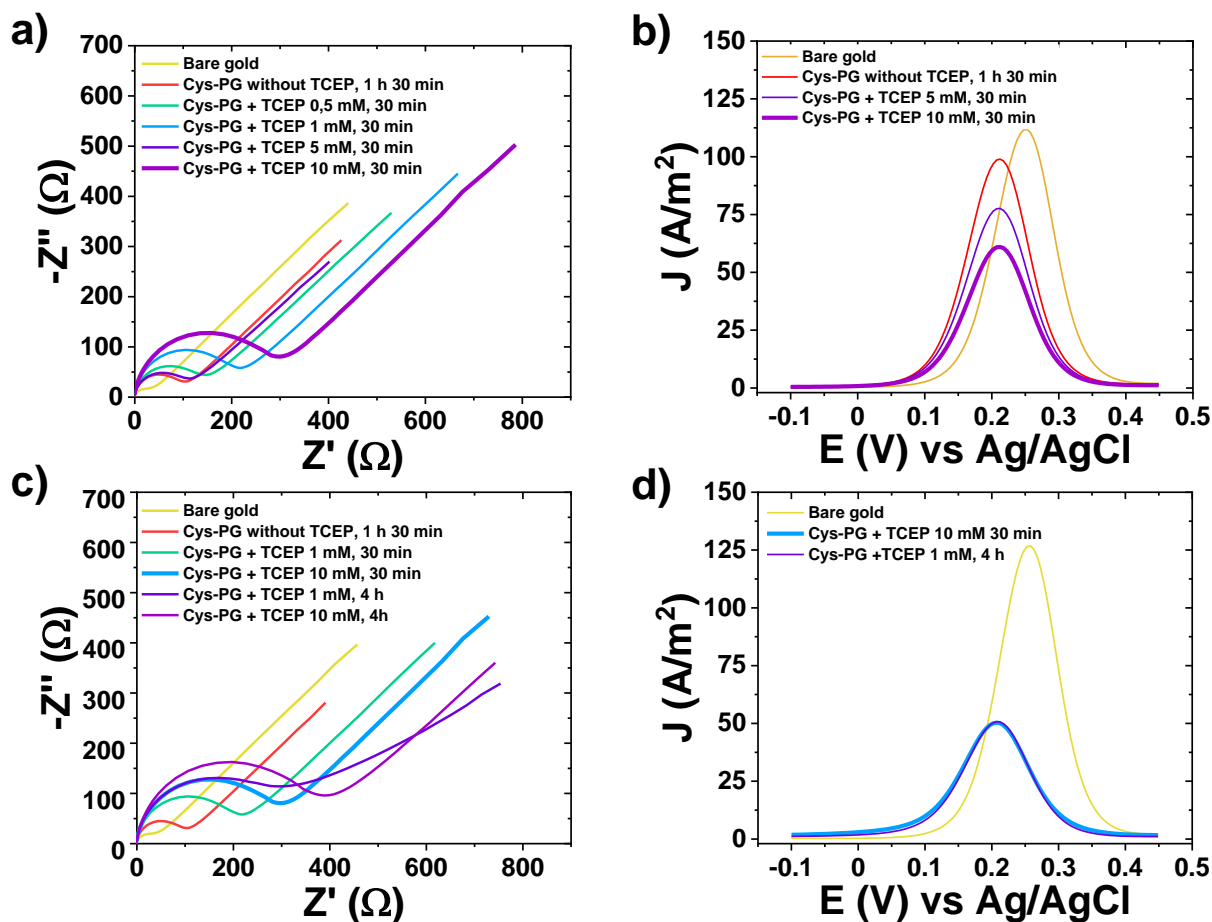 a)
700
600
500
400
300
200
100
0
0 200 400 600 800
-Z'' (Ω)
Z' (Ω)
Bare gold
Cys-PG without TCEP, 1 h 30 min
Cys-PG + TCEP 0,5 mM, 30 min
Cys-PG + TCEP 1 mM, 30 min
Cys-PG + TCEP 5 mM, 30 min
Cys-PG + TCEP 10 mM, 30 min
b)
150
125
100
75
50
25
0
-0.1 0 0.1 0.2 0.3 0.4 0.5
J (A/m²)
E (V) vs Ag/AgCl
Bare gold
Cys-PG without TCEP, 1 h 30 min
Cys-PG + TCEP 5 mM, 30 min
Cys-PG + TCEP 10 mM, 30 min
c)
700
600
500
400
300
200
100
0
0 200 400 600 800
-Z'' (Ω)
Z' (Ω)
Bare gold
Cys-PG without TCEP, 1 h 30 min
Cys-PG + TCEP 1 mM, 30 min
Cys-PG + TCEP 10 mM, 30 min
Cys-PG + TCEP 1 mM, 4 h
Cys-PG + TCEP 10 mM, 4h
d)
150
125
100
75
50
25
0
-0.1 0 0.1 0.2 0.3 0.4 0.5
J (A/m²)
E (V) vs Ag/AgCl
Bare gold
Cys-PG + TCEP 10 mM 30 min
Cys-PG +TCEP 1 mM, 4 h